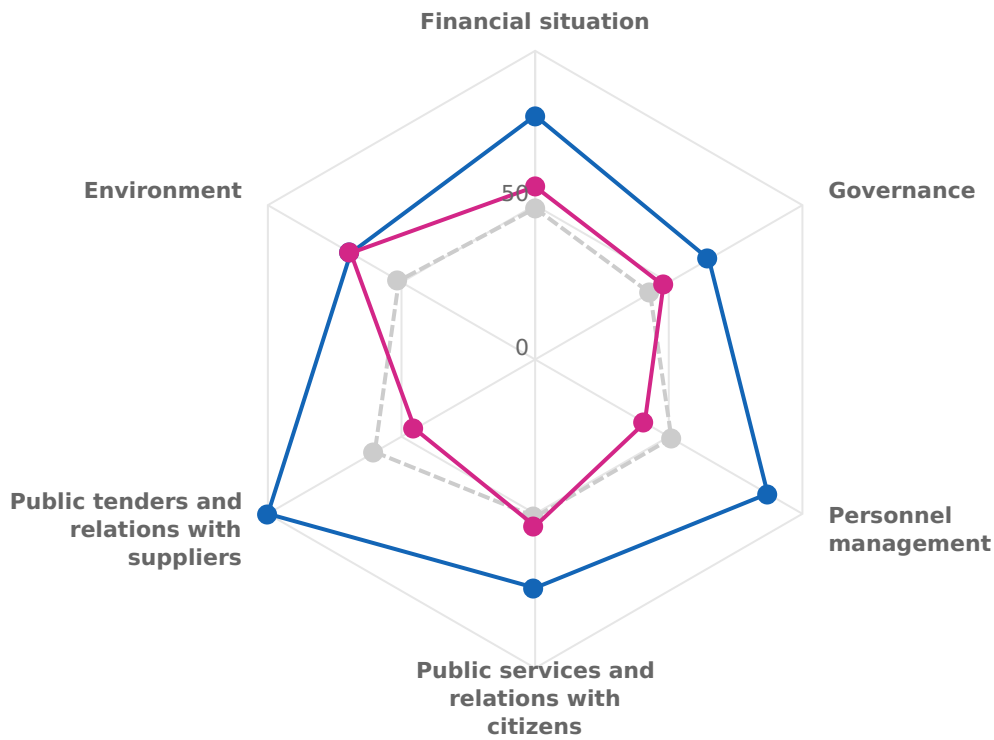 Financial situation
Environment
Governance
50
0
Public tenders and
relations with
suppliers
Personnel
management
Public services and
relations with
citizens